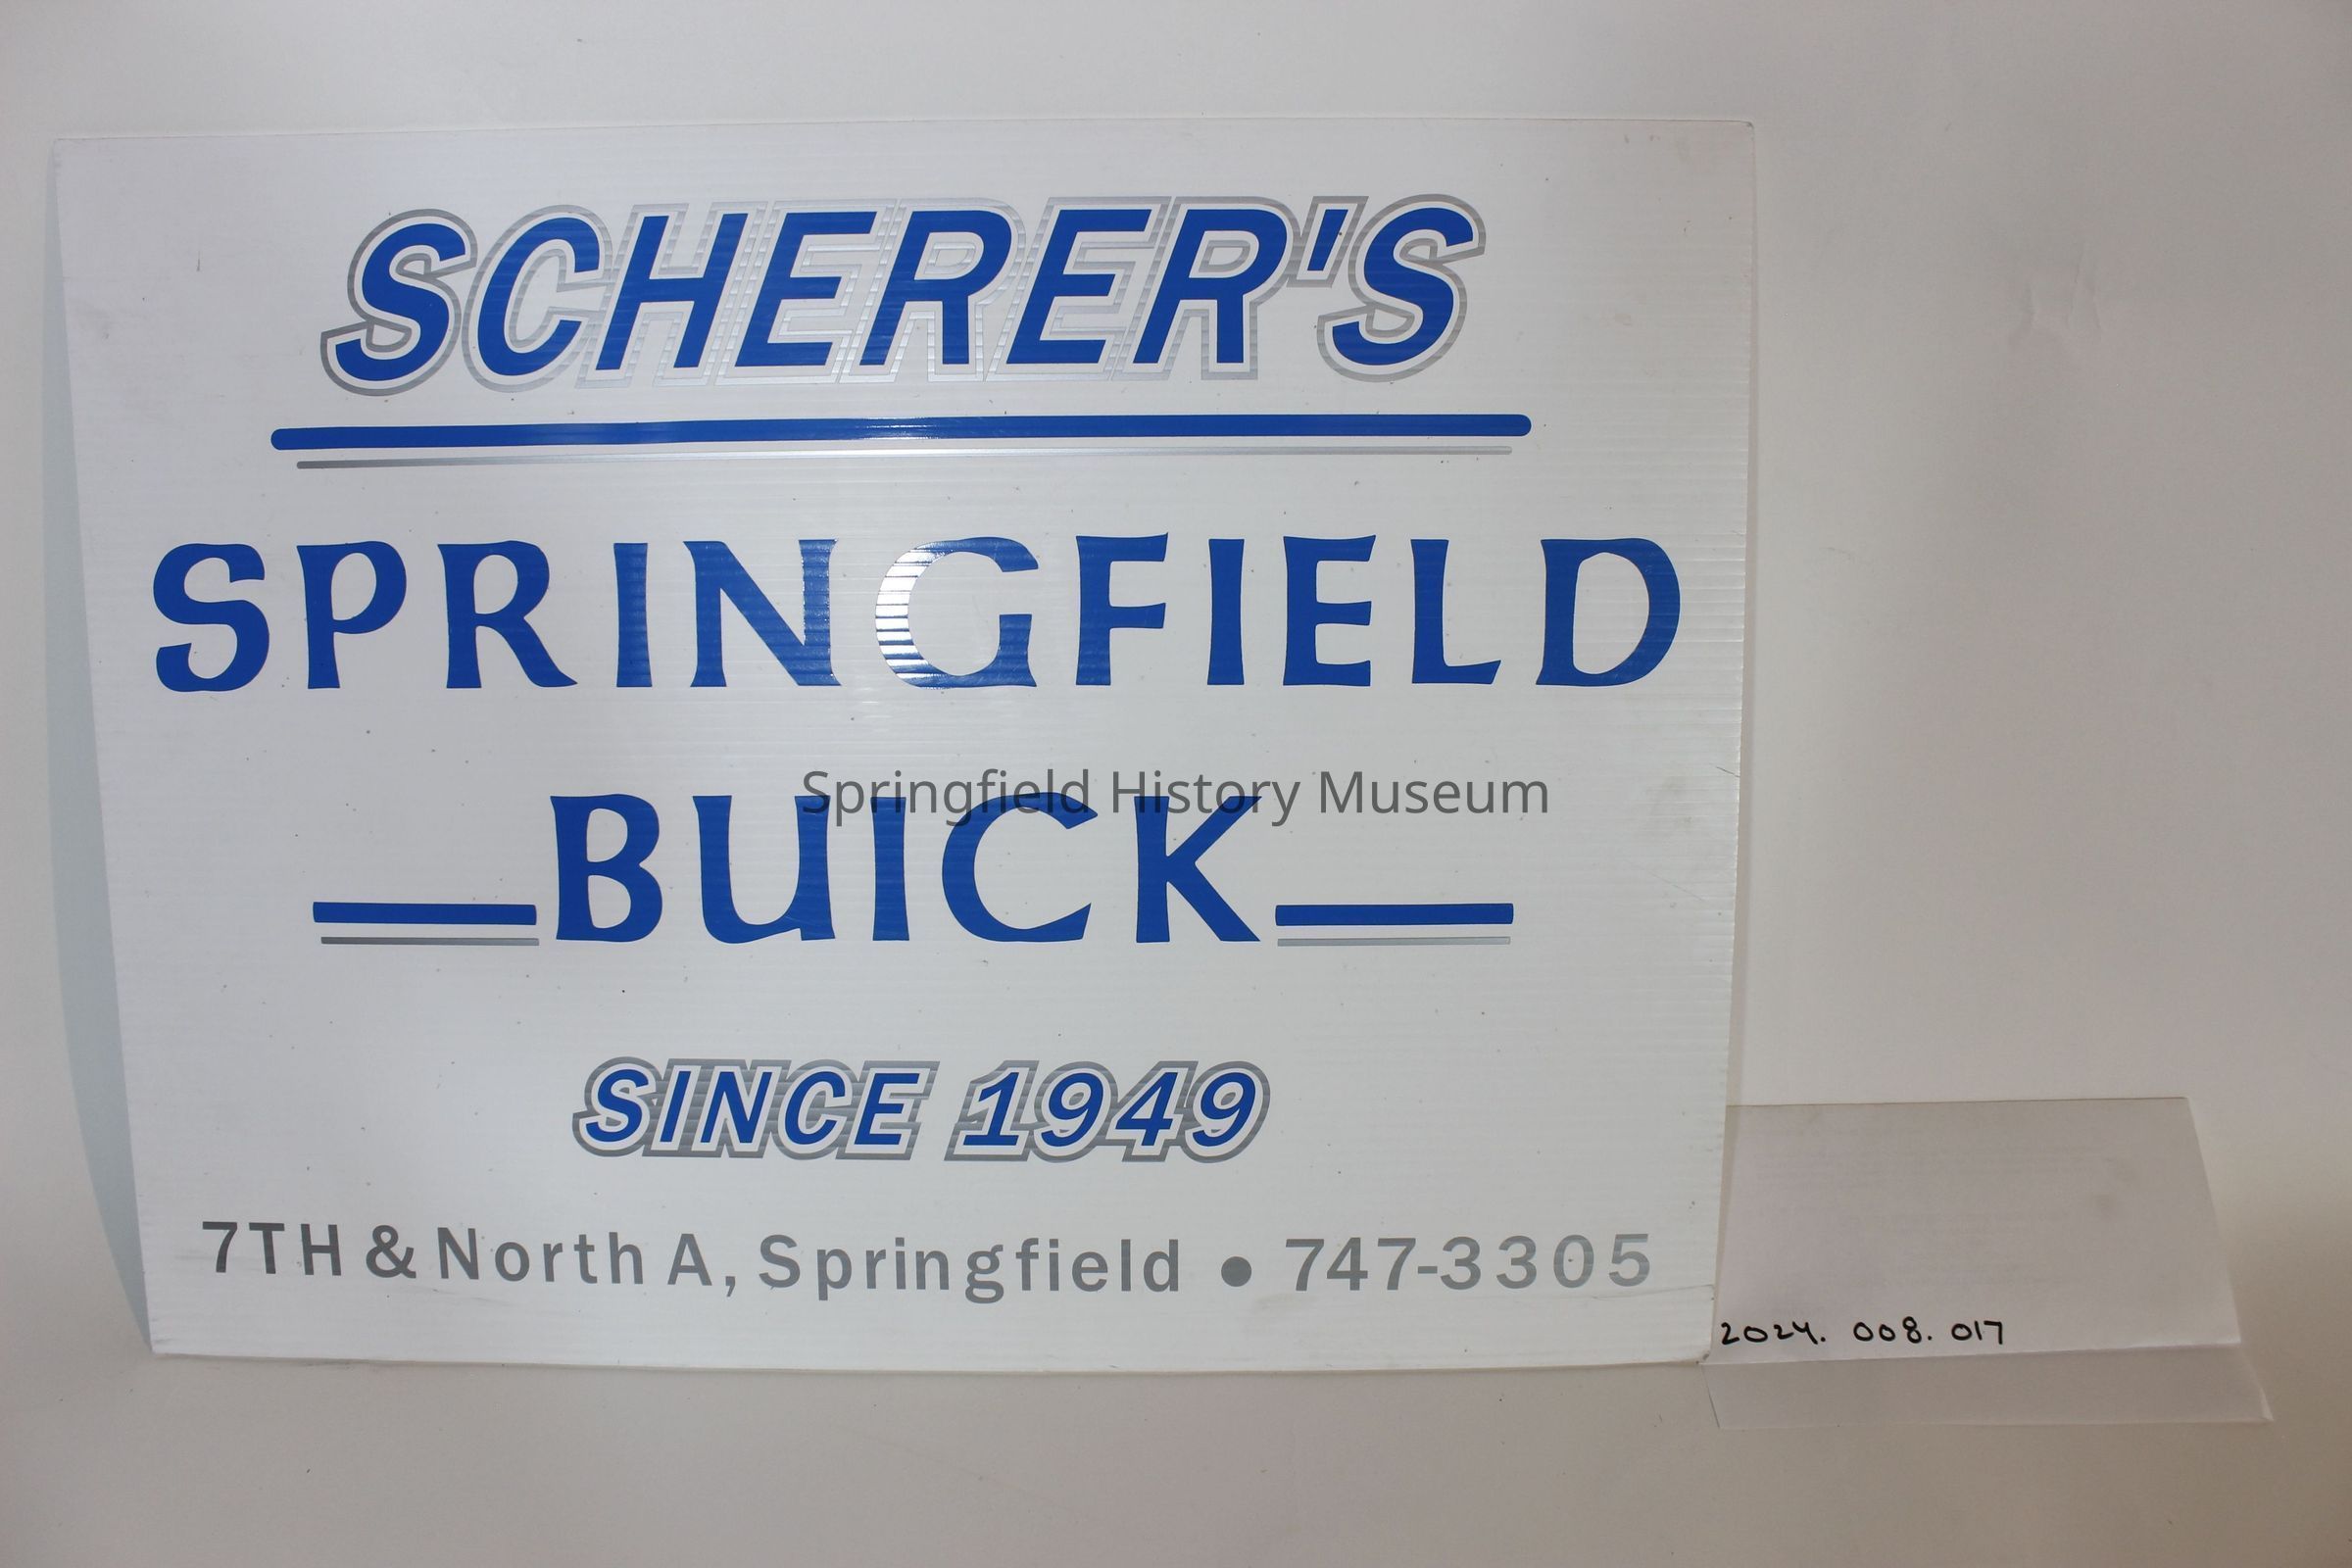 SCHERER'S
SPRINGFIELD
Springfield History Museum
BUICK
SINCE 1949
7TH & North A, Springfield • 747-3305
2024. 008. 017